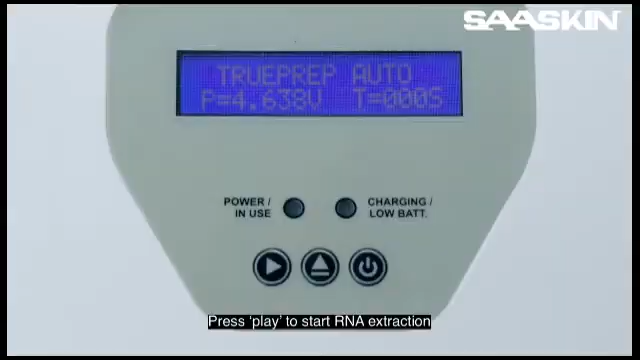 SAASKIN
TRUEPREP AUTO
P=4.638V T=000S
POWER /
IN USE
CHARGING /
LOW BATT.
Press ‘play’ to start RNA extraction